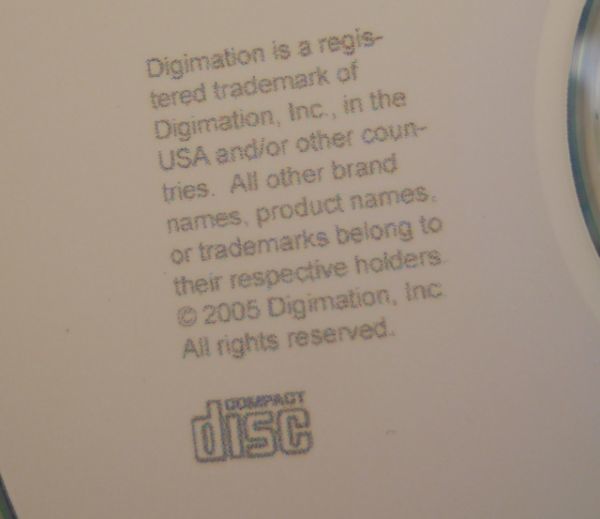 Digimation is a regis-
tered trademark of
Digimation, Inc., in the
USA and/or other coun-
tries. All other brand
names, product names,
or trademarks belong to
their respective holders.
© 2005 Digimation, Inc.
All rights reserved.
COMPACT
disc